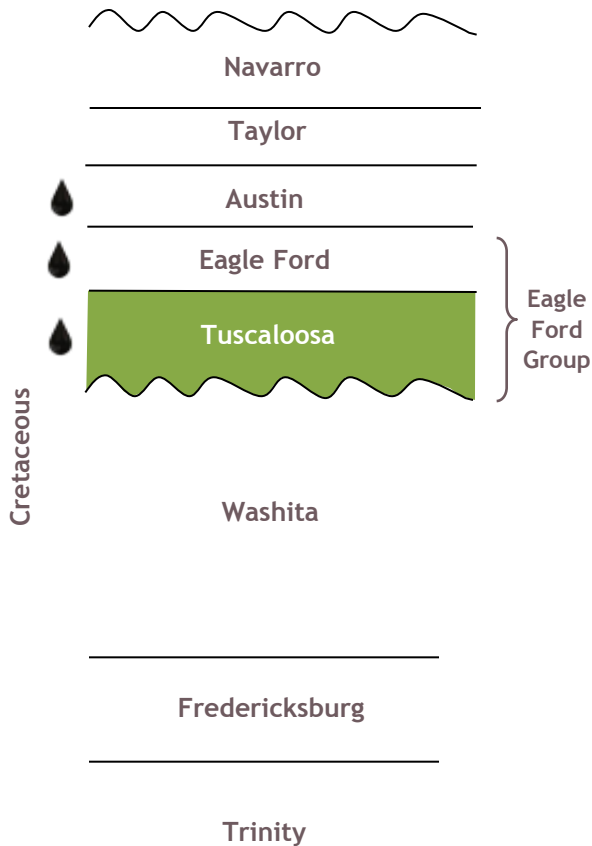 Navarro
Taylor
Austin
Eagle Ford
Tuscaloosa
Eagle
Ford
Group
Cretaceous
Washita
Fredericksburg
Trinity